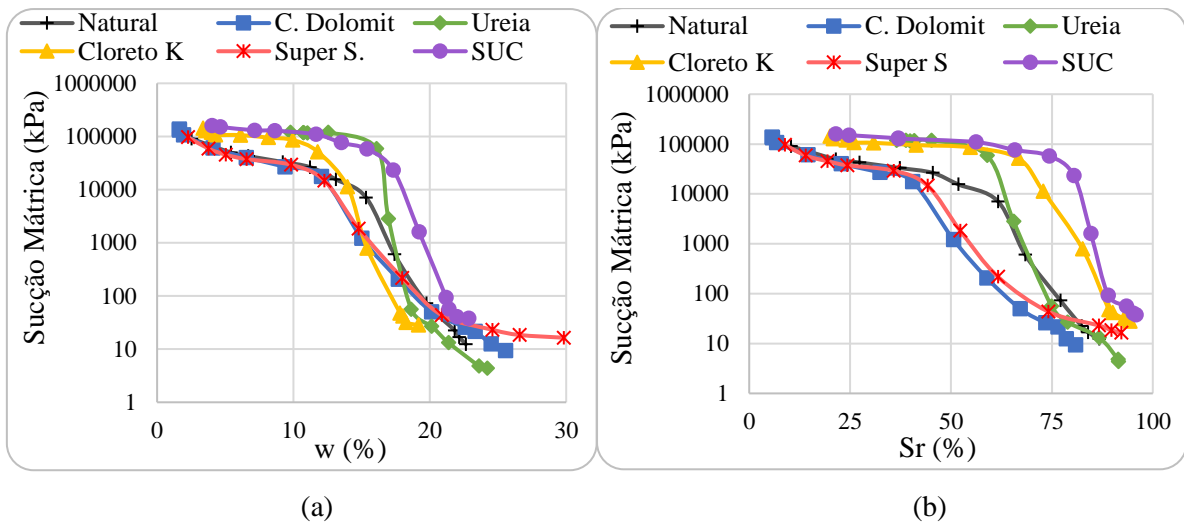 Natural C. Dolomit Ureia
Cloreto K Super S. SUC
Sucção Mátrica (kPa)
1000000
100000
10000
1000
100
10
1
0 10 20 30
w (%)
(a)
Natural C. Dolomit Ureia
Cloreto K Super S SUC
Sucção Mátrica (kPa)
1000000
100000
10000
1000
100
10
1
0 25 50 75 100
Sr (%)
(b)